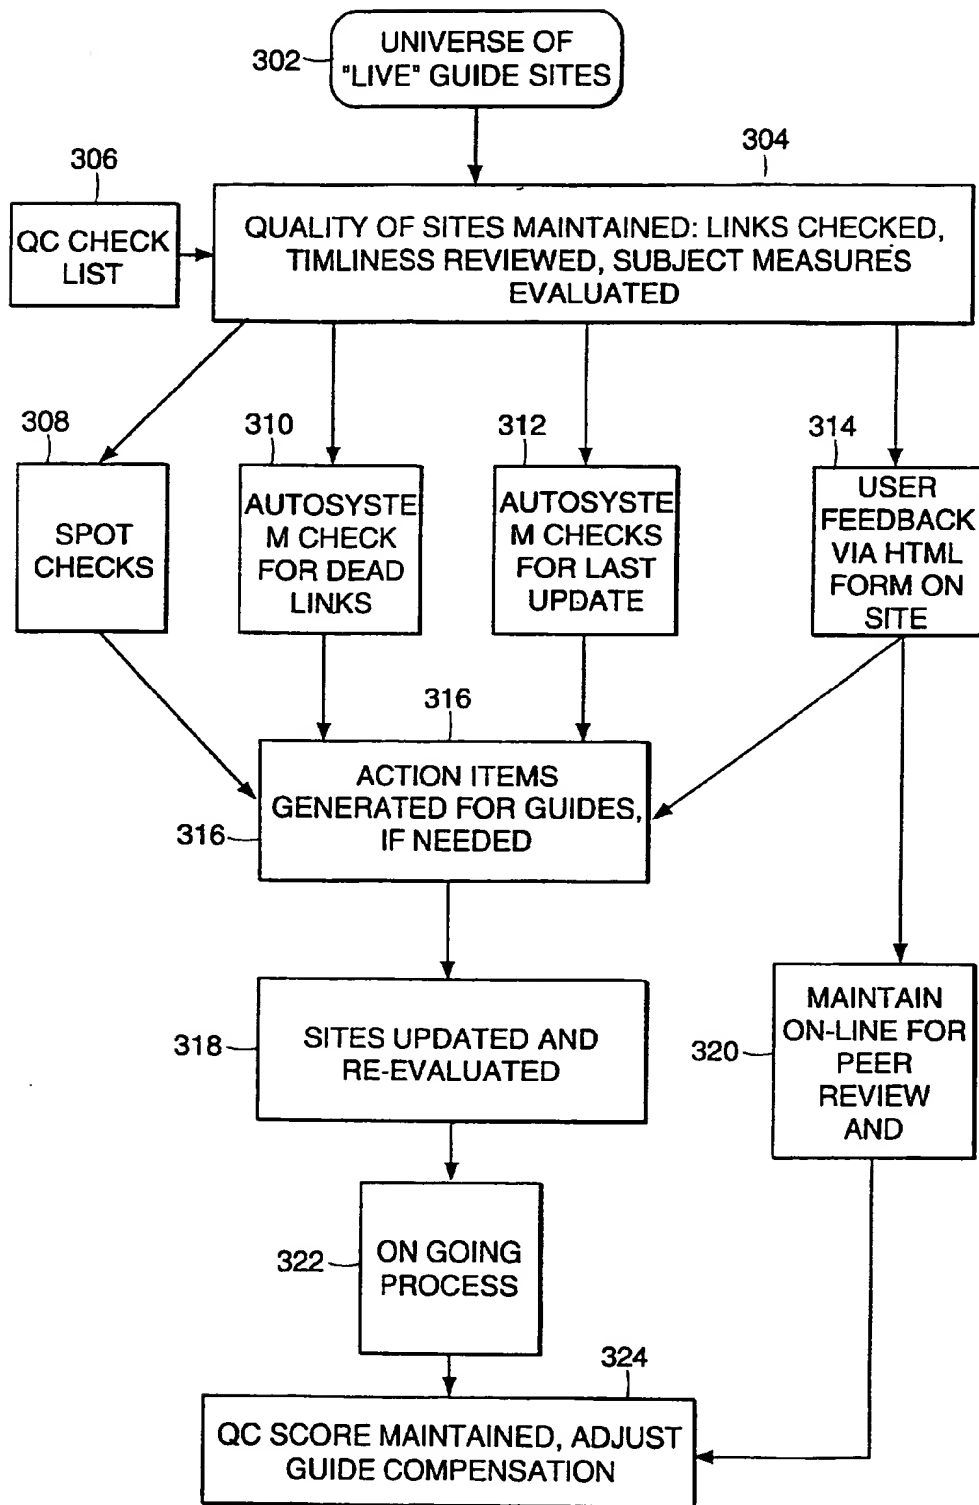 UNIVERSE OF
302
"LIVE" GUIDE SITES
304
306
QC CHECK
LIST
QUALITY OF SITES MAINTAINED: LINKS CHECKED,
TIMLINESS REVIEWED, SUBJECT MEASURES
EVALUATED
308
SPOT
CHECKS
310
AUTOSYSTE
M CHECK
FOR DEAD
LINKS
312
AUTOSYSTE
M CHECKS
FOR LAST
UPDATE
314
USER
FEEDBACK
VIA HTML
FORM ON
SITE
316
ACTION ITEMS
GENERATED FOR GUIDES,
IF NEEDED
316
318
SITES UPDATED AND
RE-EVALUATED
320
MAINTAIN
ON-LINE FOR
PEER
REVIEW
AND
322
ON GOING
PROCESS
324
QC SCORE MAINTAINED, ADJUST
GUIDE COMPENSATION